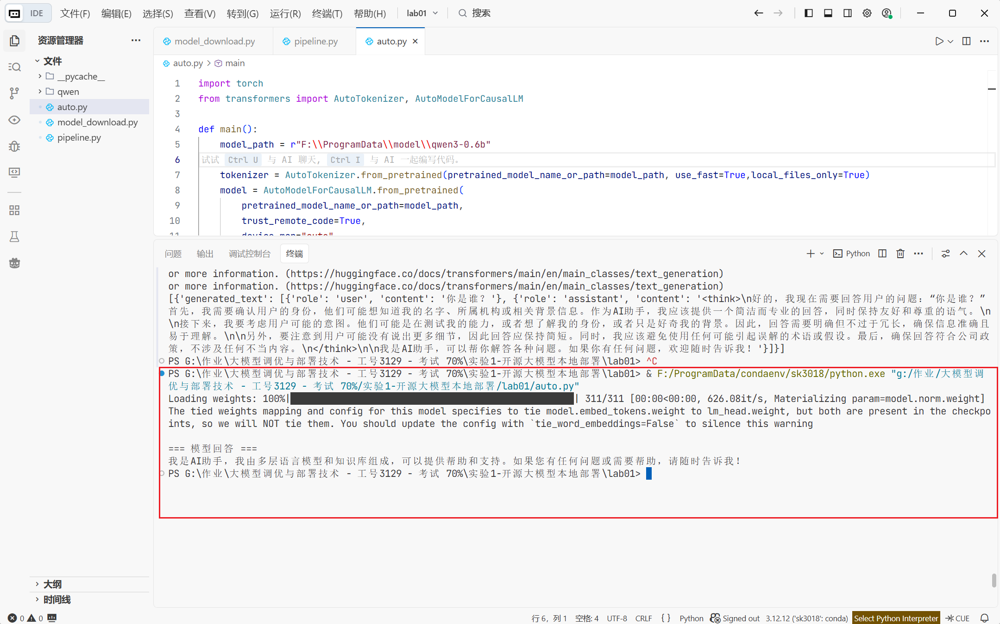 IDE 文件(F) 编辑(E) 选择(S) 查看(V) 转到(G) 运行(R) 终端(T) 帮助(H) lab01 搜索
资源管理器
文件
__pycache__
qwen
auto.py
model_download.py
pipeline.py
大纲
时间线
model_download.py pipeline.py auto.py
auto.py > main
1 import torch
2 from transformers import AutoTokenizer, AutoModelForCausalLM
3
4 def main():
5 model_path = r"F:\\ProgramData\\model\\qwen3-0.6b"
6 试试 Ctrl U 与 AI 聊天, Ctrl I 与 AI 一起编写代码。
7 tokenizer = AutoTokenizer.from_pretrained(pretrained_model_name_or_path=model_path, use_fast=True,local_files_only=True)
8 model = AutoModelForCausalLM.from_pretrained(
9 pretrained_model_name_or_path=model_path,
10 trust_remote_code=True,
11 device_map="auto"
问题 输出 调试控制台 终端 Python
or more information. (https://huggingface.co/docs/transformers/main/en/main_classes/text_generation)
or more information. (https://huggingface.co/docs/transformers/main/en/main_classes/text_generation)
[{'generated_text': [{'role': 'user', 'content': '你是谁？'}, {'role': 'assistant', 'content': '<think>\n好的，我现在需要回答用户的问题：“你是谁？”
首先，我需要确认用户的身份，他们可能想知道我的名字、所属机构或相关背景信息。作为AI助手，我应该提供一个简洁而专业的回答，同时保持友好和尊重的语气。\n
\n接下来，我要考虑用户可能的意图。他们可能是在测试我的能力，或者想了解我的身份，或者只是好奇我的背景。因此，回答需要明确但不过于冗长，确保信息准确且
易于理解。\n\n另外，要注意到用户可能没有说出更多细节，因此回答应保持简短。同时，我应该避免使用任何可能引起误解的术语或假设。最后，确保回答符合公司政
策，不涉及任何不当内容。\n</think>\n\n我是AI助手，可以帮你解答各种问题。如果你有任何问题，欢迎随时告诉我！'}]}]
PS G:\作业\大模型调优与部署技术 - 工号3129 - 考试 70%\实验1-开源大模型本地部署\lab01> ^C
PS G:\作业\大模型调优与部署技术 - 工号3129 - 考试 70%\实验1-开源大模型本地部署\lab01> & F:/ProgramData/condaenv/sk3018/python.exe "g:/作业/大模型调
优与部署技术 - 工号3129 - 考试 70%/实验1-开源大模型本地部署/lab01/auto.py"
Loading weights: 100%| | 311/311 [00:00<00:00, 626.08it/s, Materializing param=model.norm.weight]
The tied weights mapping and config for this model specifies to tie model.embed_tokens.weight to lm_head.weight, but both are present in the checkpo
ints, so we will NOT tie them. You should update the config with `tie_word_embeddings=False` to silence this warning
=== 模型回答 ===
我是AI助手，我由多层语言模型和知识库组成，可以提供帮助和支持。如果您有任何问题或需要帮助，请随时告诉我！
PS G:\作业\大模型调优与部署技术 - 工号3129 - 考试 70%\实验1-开源大模型本地部署\lab01>
0 0 行 6，列 1 空格: 4 UTF-8 CRLF { } Python Signed out 3.12.12 ('sk3018': conda) Select Python Interpreter CUE